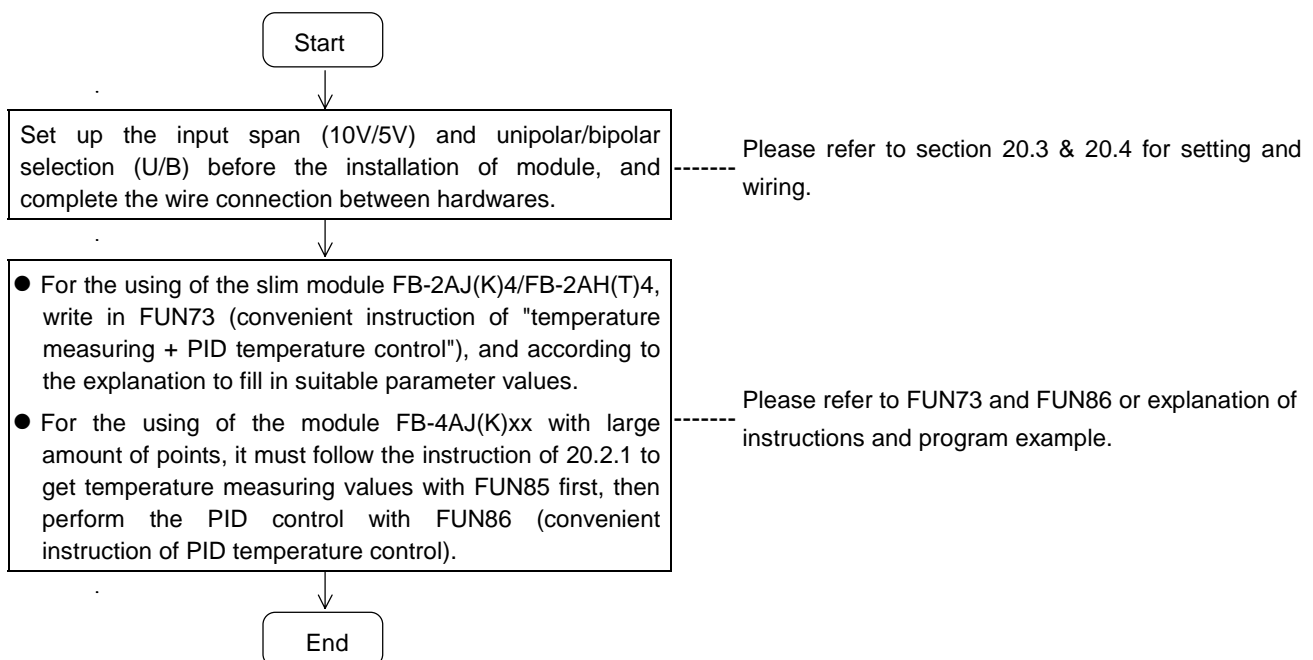 Start
Set up the input span (10V/5V) and unipolar/bipolar
selection (U/B) before the installation of module, and
complete the wire connection between hardwares.
Please refer to section 20.3 & 20.4 for setting and
wiring.
● For the using of the slim module FB-2AJ(K)4/FB-2AH(T)4,
write in FUN73 (convenient instruction of "temperature
measuring + PID temperature control"), and according to
the explanation to fill in suitable parameter values.
● For the using of the module FB-4AJ(K)xx with large
amount of points, it must follow the instruction of 20.2.1 to
get temperature measuring values with FUN85 first, then
perform the PID control with FUN86 (convenient
instruction of PID temperature control).
Please refer to FUN73 and FUN86 or explanation of
instructions and program example.
End